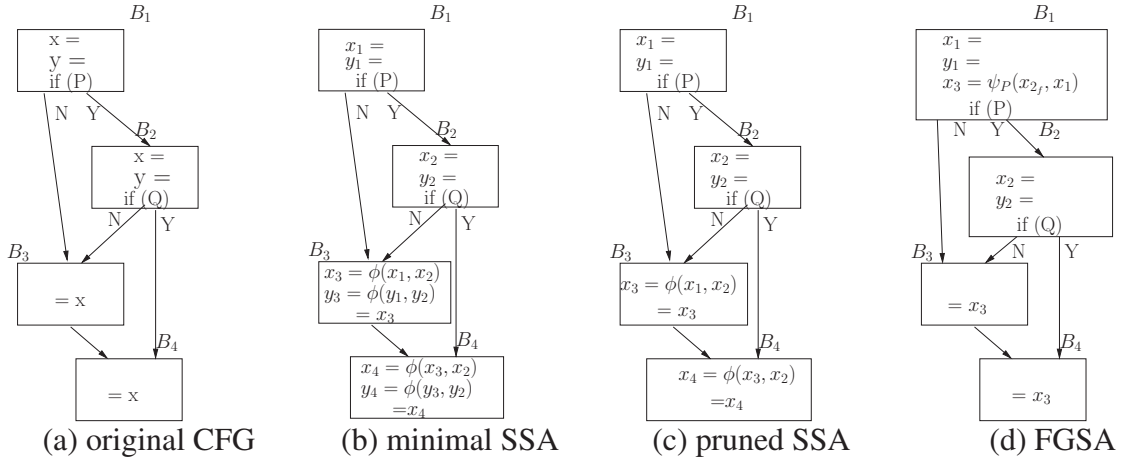 B₁
x =
y =
if (P)
N Y
B₂
x =
y =
if (Q)
N Y
B₃
= x
B₄
= x
(a) original CFG
B₁
x₁ =
y₁ =
if (P)
N Y
B₂
x₂ =
y₂ =
if (Q)
N Y
B₃
x₃ = ϕ(x₁, x₂)
y₃ = ϕ(y₁, y₂)
= x₃
B₄
x₄ = ϕ(x₃, x₂)
y₄ = ϕ(y₃, y₂)
=x₄
(b) minimal SSA
B₁
x₁ =
y₁ =
if (P)
N Y
B₂
x₂ =
y₂ =
if (Q)
N Y
B₃
x₃ = ϕ(x₁, x₂)
= x₃
B₄
x₄ = ϕ(x₃, x₂)
=x₄
(c) pruned SSA
B₁
x₁ =
y₁ =
x₃ = ψ_P(x₂_f, x₁)
if (P)
N Y
B₂
x₂ =
y₂ =
if (Q)
N Y
B₃
= x₃
B₄
= x₃
(d) FGSA